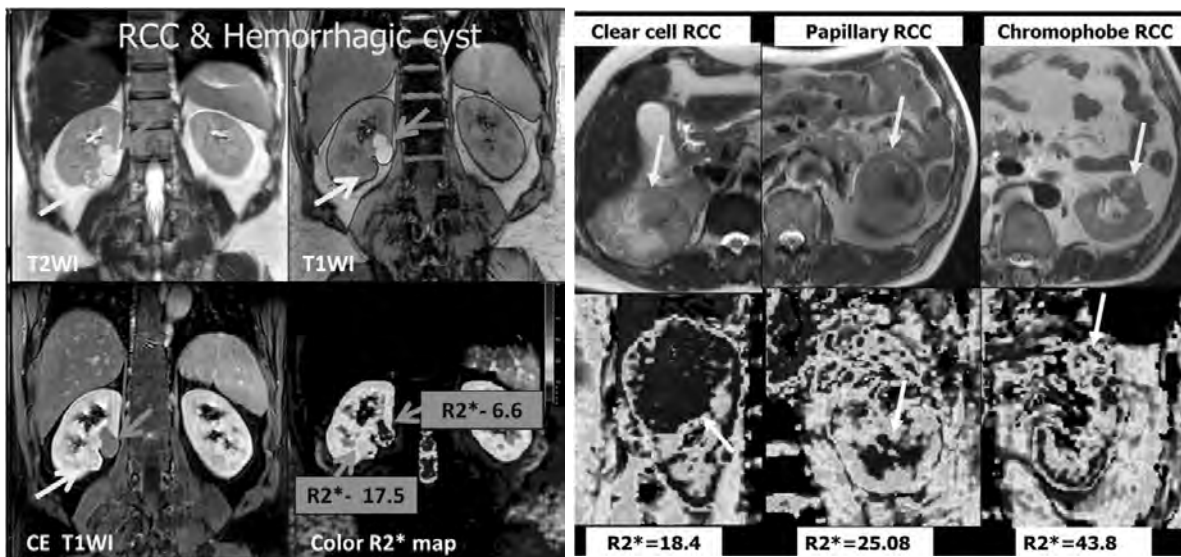 RCC & Hemorrhagic cyst
T2WI
T1WI
CE T1WI
Color R2* map
R2*- 6.6
R2*- 17.5
Clear cell RCC
Papillary RCC
Chromophobe RCC
R2*=18.4
R2*=25.08
R2*=43.8